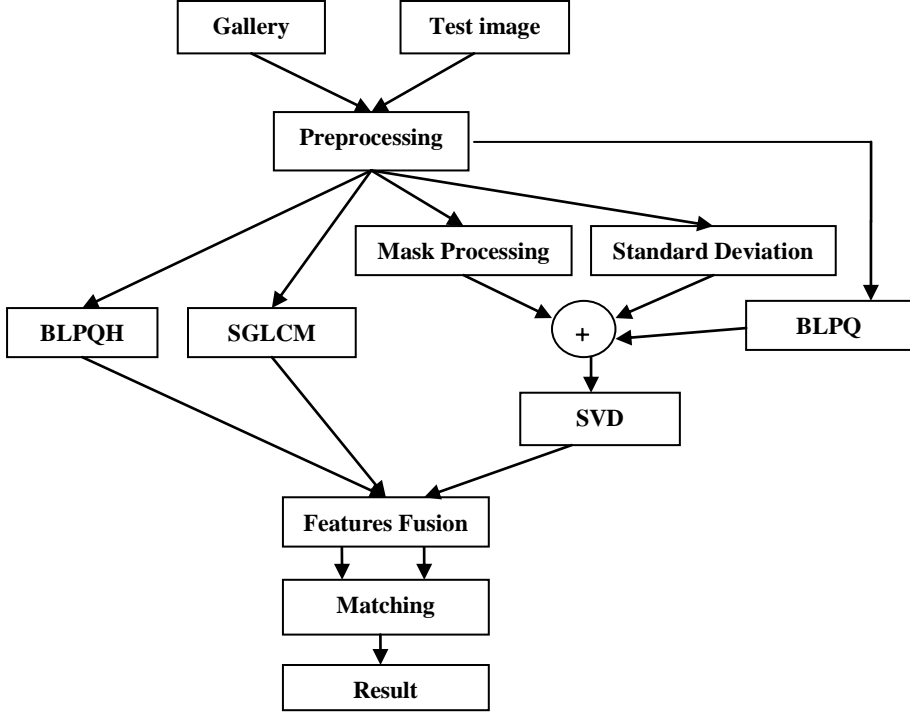 Gallery
Test image
Preprocessing
Mask Processing
Standard Deviation
BLPQH
SGLCM
+
BLPQ
SVD
Features Fusion
Matching
Result